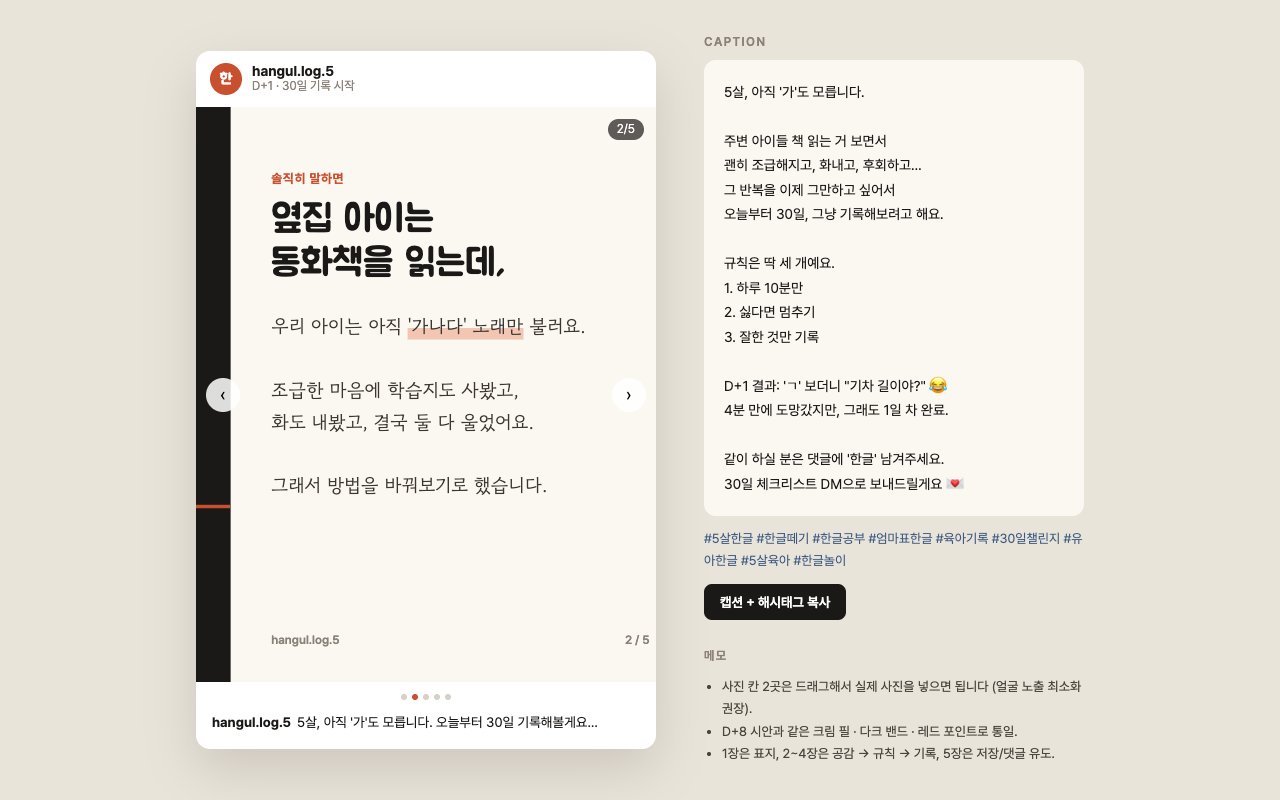 한
hangul.log.5
D+1 · 30일 기록 시작
2/5
솔직히 말하면
옆집 아이는
동화책을 읽는데,
우리 아이는 아직 '가나다' 노래만 불러요.
조급한 마음에 학습지도 사봤고,
화도 내봤고, 결국 둘 다 울었어요.
그래서 방법을 바꿔보기로 했습니다.
‹
›
hangul.log.5
2 / 5
hangul.log.5 5살, 아직 '가'도 모릅니다. 오늘부터 30일 기록해볼게요...
CAPTION
5살, 아직 '가'도 모릅니다.
주변 아이들 책 읽는 거 보면서
괜히 조급해지고, 화내고, 후회하고...
그 반복을 이제 그만하고 싶어서
오늘부터 30일, 그냥 기록해보려고 해요.
규칙은 딱 세 개예요.
1. 하루 10분만
2. 싫다면 멈추기
3. 잘한 것만 기록
D+1 결과: 'ㄱ' 보더니 "기차 길이야?" 😂
4분 만에 도망갔지만, 그래도 1일 차 완료.
같이 하실 분은 댓글에 '한글' 남겨주세요.
30일 체크리스트 DM으로 보내드릴게요 💌
#5살한글 #한글떼기 #한글공부 #엄마표한글 #육아기록 #30일챌린지 #유
아한글 #5살육아 #한글놀이
캡션 + 해시태그 복사
메모
• 사진 칸 2곳은 드래그해서 실제 사진을 넣으면 됩니다 (얼굴 노출 최소화
권장).
• D+8 시안과 같은 크림 필 · 다크 밴드 · 레드 포인트로 통일.
• 1장은 표지, 2~4장은 공감 → 규칙 → 기록, 5장은 저장/댓글 유도.